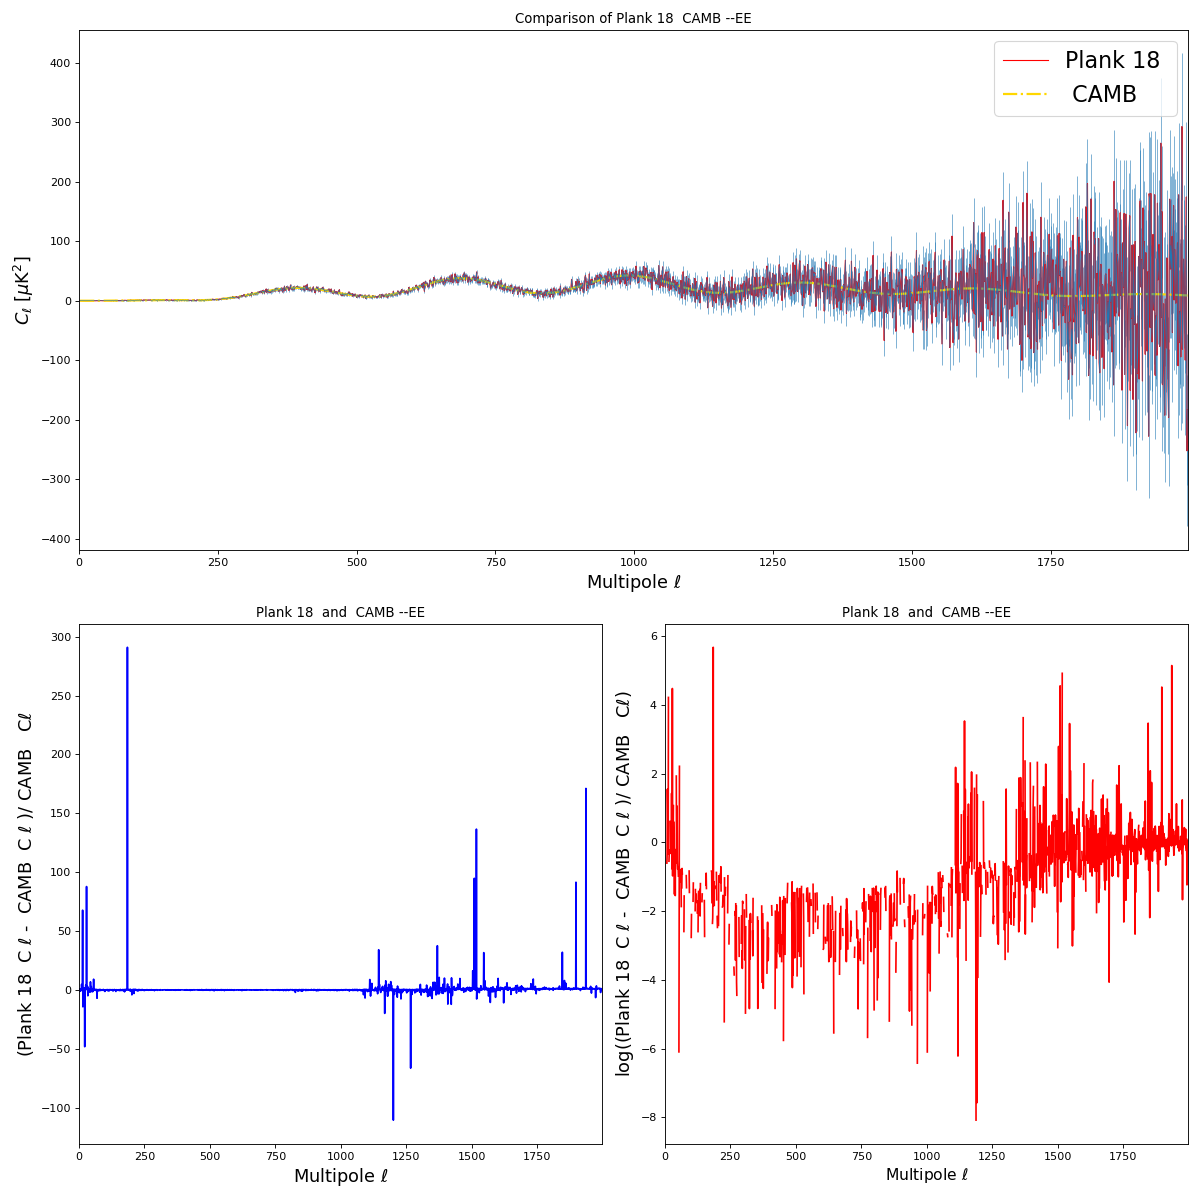 Comparison of Plank 18  CAMB --EE
Plank 18
CAMB
400
300
200
100
0
−100
−200
−300
−400
Cℓ [μK²]
0 250 500 750 1000 1250 1500 1750
Multipole ℓ
Plank 18  and  CAMB --EE
300
250
200
150
100
50
0
−50
−100
(Plank 18  C ℓ -  CAMB  C ℓ )/ CAMB   Cℓ
0 250 500 750 1000 1250 1500 1750
Multipole ℓ
Plank 18  and  CAMB --EE
6
4
2
0
−2
−4
−6
−8
log((Plank 18  C ℓ -  CAMB  C ℓ )/ CAMB   Cℓ)
0 250 500 750 1000 1250 1500 1750
Multipole ℓ